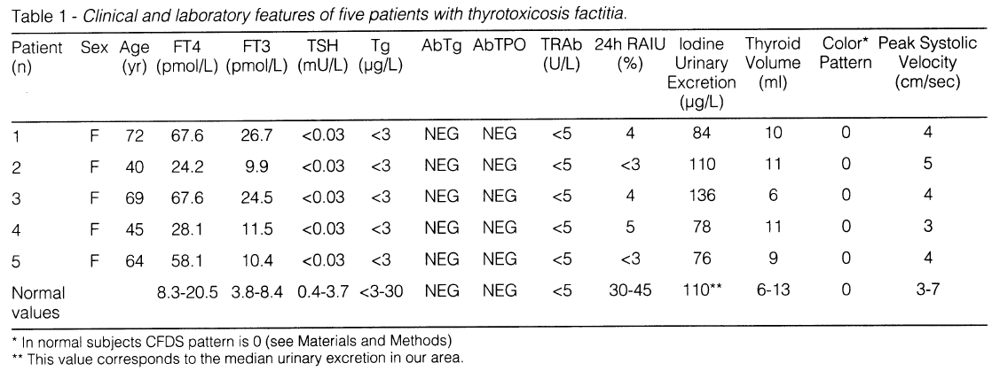 Table 1 - Clinical and laboratory features of five patients with thyrotoxicosis factitia.
Patient Sex Age FT4 FT3 TSH Tg AbTg AbTPO TRAb 24h RAIU Iodine Thyroid Color* Peak Systolic
(n) (yr) (pmol/L) (pmol/L) (mU/L) (µg/L) (U/L) (%) Urinary Volume Pattern Velocity
Excretion (ml) (cm/sec)
(µg/L)
1 F 72 67.6 26.7 <0.03 <3 NEG NEG <5 4 84 10 0 4
2 F 40 24.2 9.9 <0.03 <3 NEG NEG <5 <3 110 11 0 5
3 F 69 67.6 24.5 <0.03 <3 NEG NEG <5 4 136 6 0 4
4 F 45 28.1 11.5 <0.03 <3 NEG NEG <5 5 78 11 0 3
5 F 64 58.1 10.4 <0.03 <3 NEG NEG <5 <3 76 9 0 4
Normal 8.3-20.5 3.8-8.4 0.4-3.7 <3-30 NEG NEG <5 30-45 110** 6-13 0 3-7
values
* In normal subjects CFDS pattern is 0 (see Materials and Methods)
** This value corresponds to the median urinary excretion in our area.